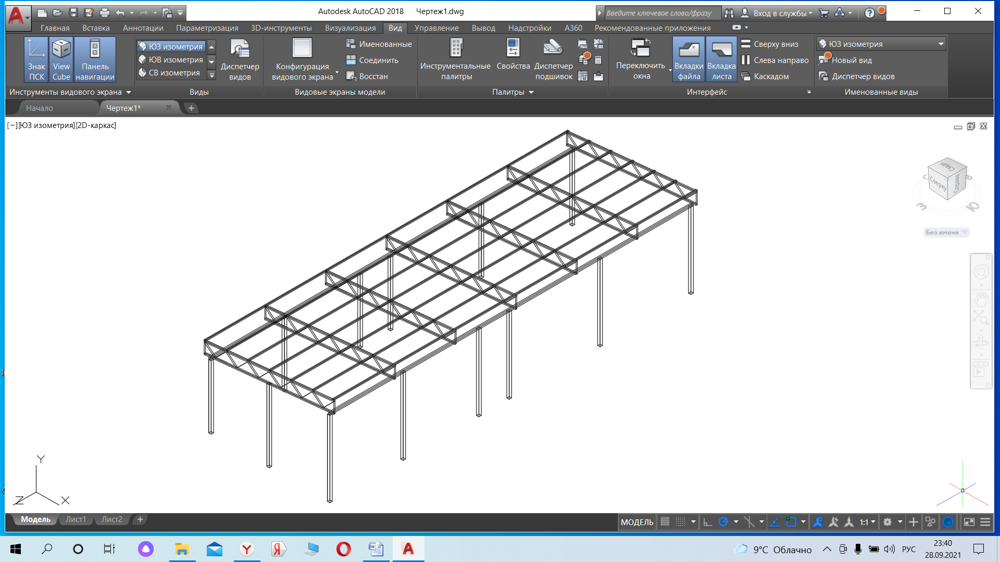 Autodesk AutoCAD 2018 Чертеж1.dwg
Введите ключевое слово/фразу
Вход в службы
Главная Вставка Аннотации Параметризация 3D-инструменты Визуализация Вид Управление Вывод Надстройки A360 Рекомендованные приложения
Знак ПСК
View Cube
Панель навигации
Инструменты видового экрана
ЮЗ изометрия
ЮВ изометрия
СВ изометрия
Диспетчер видов
Виды
Конфигурация видового экрана
Именованные
Соединить
Восстан
Видовые экраны модели
Инструментальные палитры
Свойства
Диспетчер подшивок
Палитры
Переключить окна
Вкладки файла
Вкладка листа
Сверху вниз
Слева направо
Каскадом
Интерфейс
ЮЗ изометрия
Новый вид
Диспетчер видов
Именованные виды
Начало Чертеж1*
[−][ЮЗ изометрия][2D-каркас]
Сверху
З
Ю
Без имени
Y
Z
X
Модель Лист1 Лист2
МОДЕЛЬ
1:1
9°C Облачно
РУС
23:40
28.09.2021